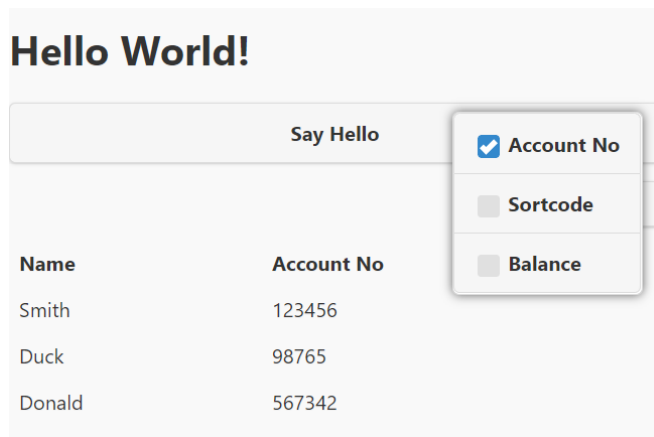 Hello World!
Say Hello
Account No
Sortcode
Balance
Name Account No
Smith 123456
Duck 98765
Donald 567342